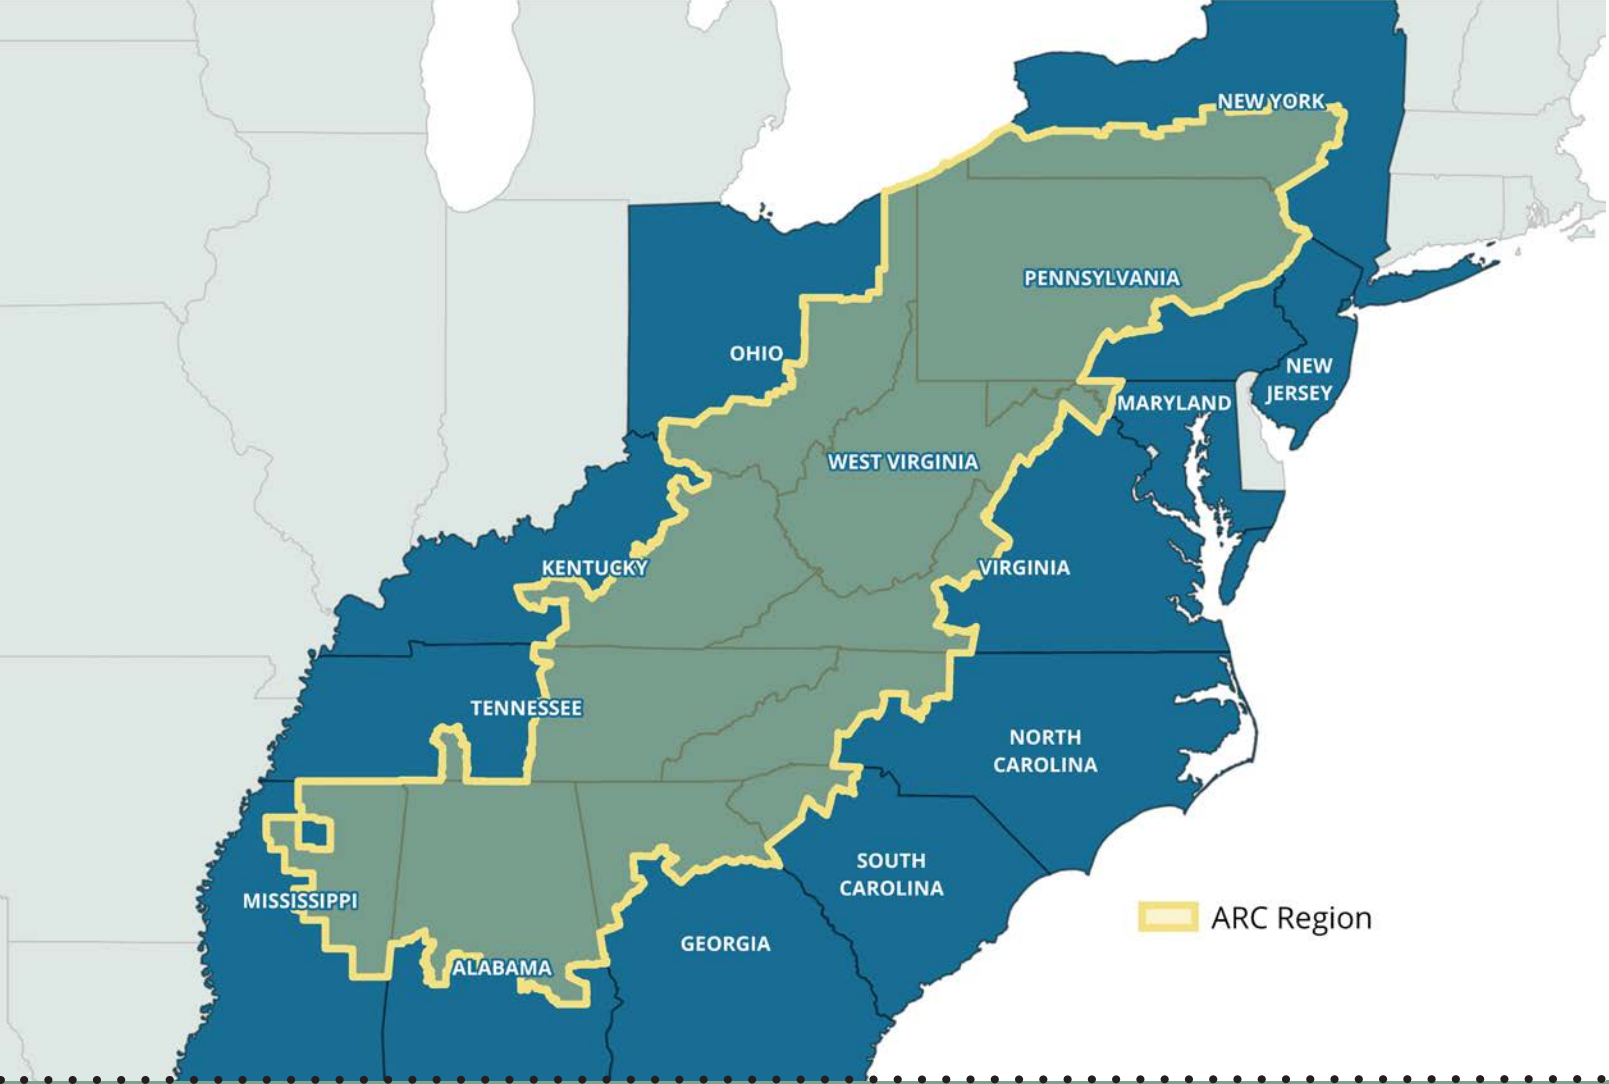 NEW YORK
PENNSYLVANIA
OHIO
NEW
JERSEY
MARYLAND
WEST VIRGINIA
KENTUCKY
VIRGINIA
TENNESSEE
NORTH
CAROLINA
SOUTH
CAROLINA
MISSISSIPPI
ARC Region
GEORGIA
ALABAMA